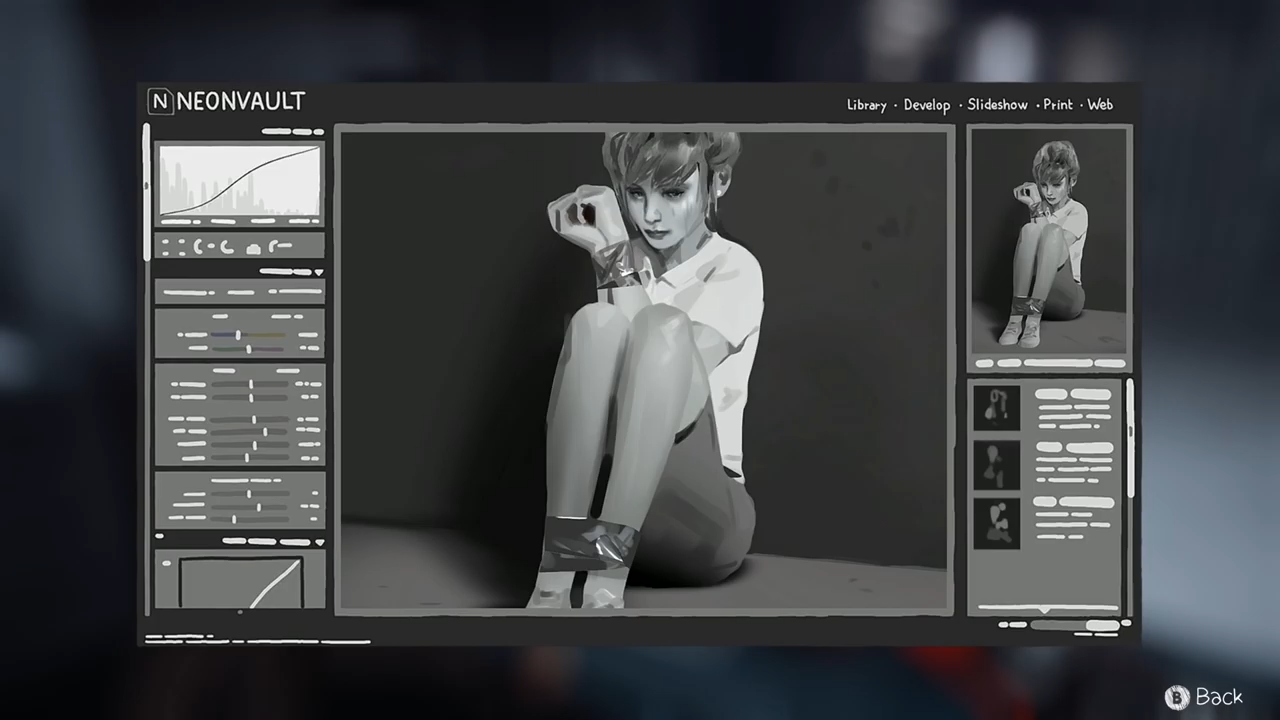 N NEONVAULT
Library · Develop · Slideshow · Print · Web
B Back